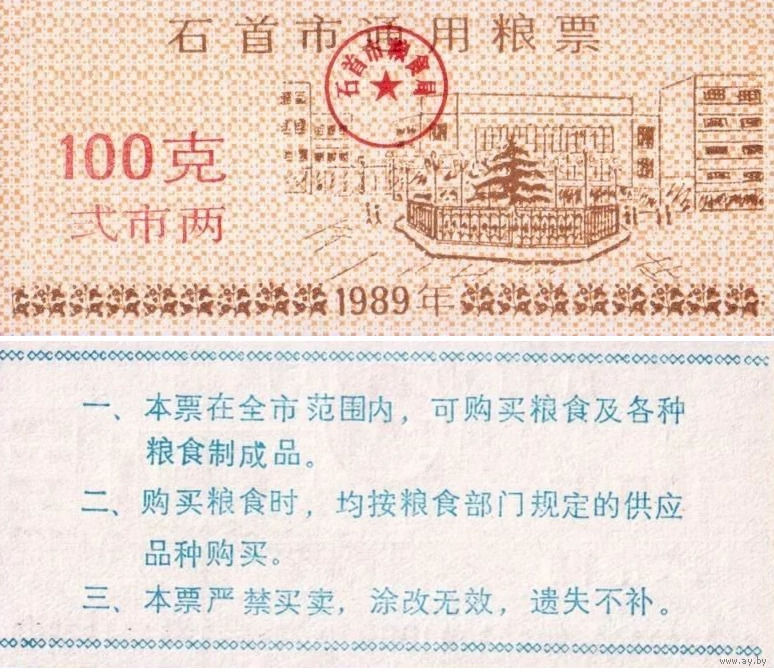 石首市通用粮票
石首市粮食局
100克
弍市两
1989年
一、本票在全市范围内，可购买粮食及各种
粮食制成品。
二、购买粮食时，均按粮食部门规定的供应
品种购买。
三、本票严禁买卖，涂改无效，遗失不补。
www.ay.by